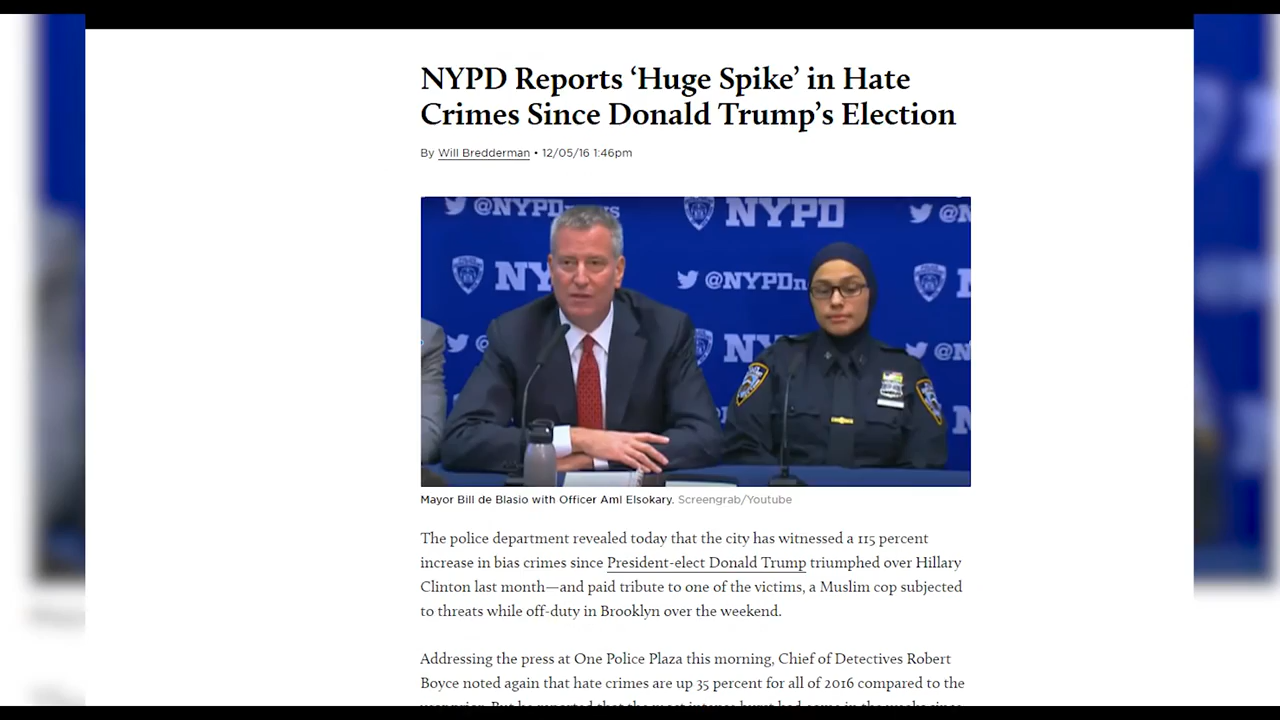 NYPD Reports ‘Huge Spike’ in Hate
Crimes Since Donald Trump’s Election
By Will Bredderman • 12/05/16 1:46pm
@NYPDnews
NYPD
@N
NY
@NYPDn
NY
@N
Mayor Bill de Blasio with Officer Aml Elsokary. Screengrab/Youtube
The police department revealed today that the city has witnessed a 115 percent
increase in bias crimes since President-elect Donald Trump triumphed over Hillary
Clinton last month—and paid tribute to one of the victims, a Muslim cop subjected
to threats while off-duty in Brooklyn over the weekend.
Addressing the press at One Police Plaza this morning, Chief of Detectives Robert
Boyce noted again that hate crimes are up 35 percent for all of 2016 compared to the